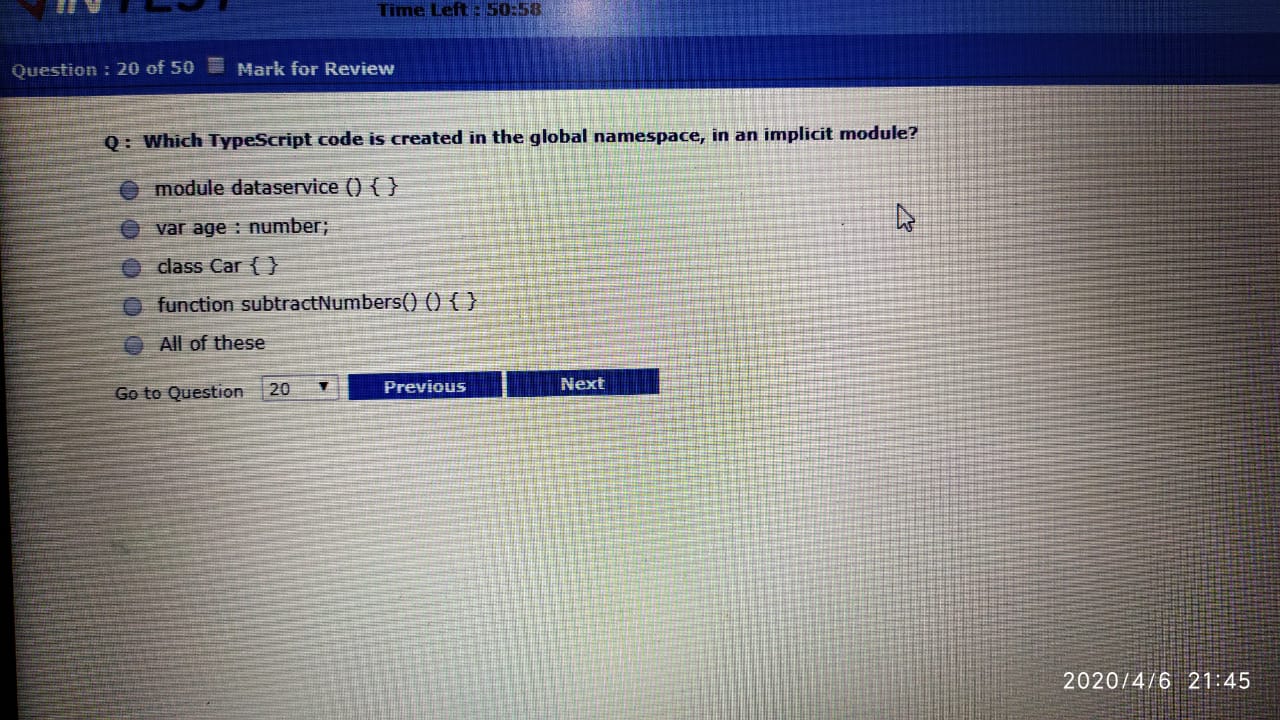 Time Left : 50:58
Question : 20 of 50 Mark for Review
Q : Which TypeScript code is created in the global namespace, in an implicit module?
module dataservice () { }
var age : number;
class Car { }
function subtractNumbers() () { }
All of these
Go to Question 20 Previous Next
2020/4/6 21:45